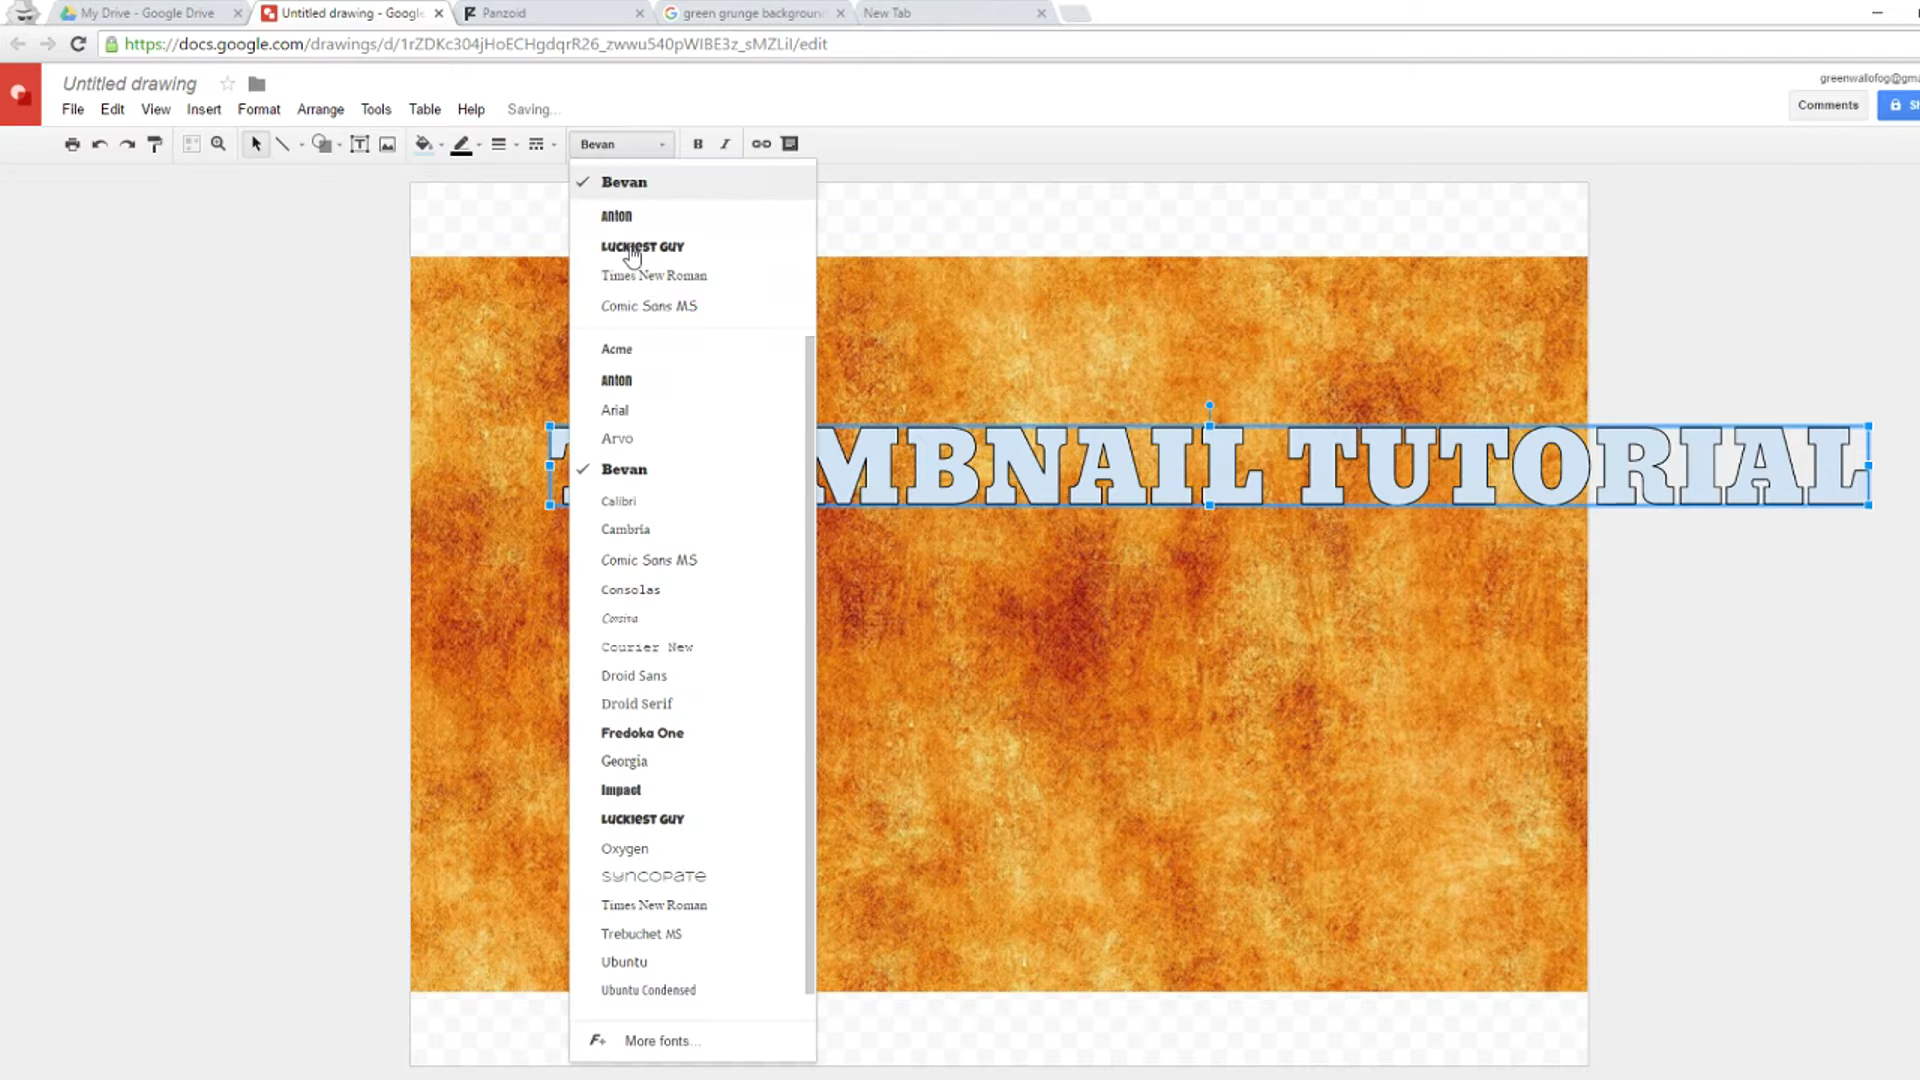 My Drive - Google Drive
Untitled drawing - Google
Panzoid
green grunge background
New Tab
https://docs.google.com/drawings/d/1rZDKc304jHoECHgdqrR26_zwwu540pWIBE3z_sMZLiI/edit
Untitled drawing
greenwallofog@gma
File Edit View Insert Format Arrange Tools Table Help Saving...
Comments
Bevan B I
Bevan
Anton
Luckiest Guy
Times New Roman
Comic Sans MS
Acme
Anton
Arial
Arvo
Bevan
Calibri
Cambria
Comic Sans MS
Consolas
Corsiva
Courier New
Droid Sans
Droid Serif
Fredoka One
Georgia
Impact
Luckiest Guy
Oxygen
Syncopate
Times New Roman
Trebuchet MS
Ubuntu
Ubuntu Condensed
More fonts...
MBNAIL TUTORIAL